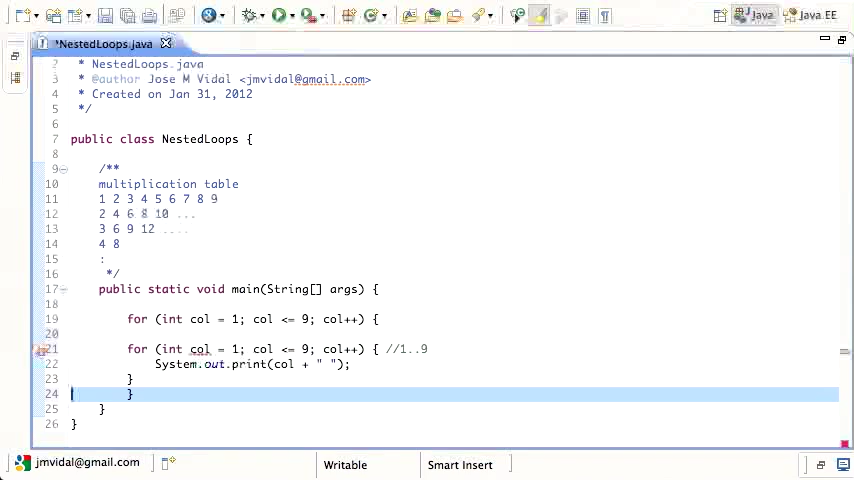 Java
Java EE
*NestedLoops.java
2 * NestedLoops.java
3 * @author Jose M Vidal <jmvidal@gmail.com>
4 * Created on Jan 31, 2012
5 */
6
7 public class NestedLoops {
8
9 /**
10 multiplication table
11 1 2 3 4 5 6 7 8 9
12 2 4 6 8 10 ...
13 3 6 9 12 ....
14 4 8
15 :
16 */
17 public static void main(String[] args) {
18
19 for (int col = 1; col <= 9; col++) {
20
21 for (int col = 1; col <= 9; col++) { //1..9
22 System.out.print(col + " ");
23 }
24 }
25 }
26 }
jmvidal@gmail.com
Writable
Smart Insert